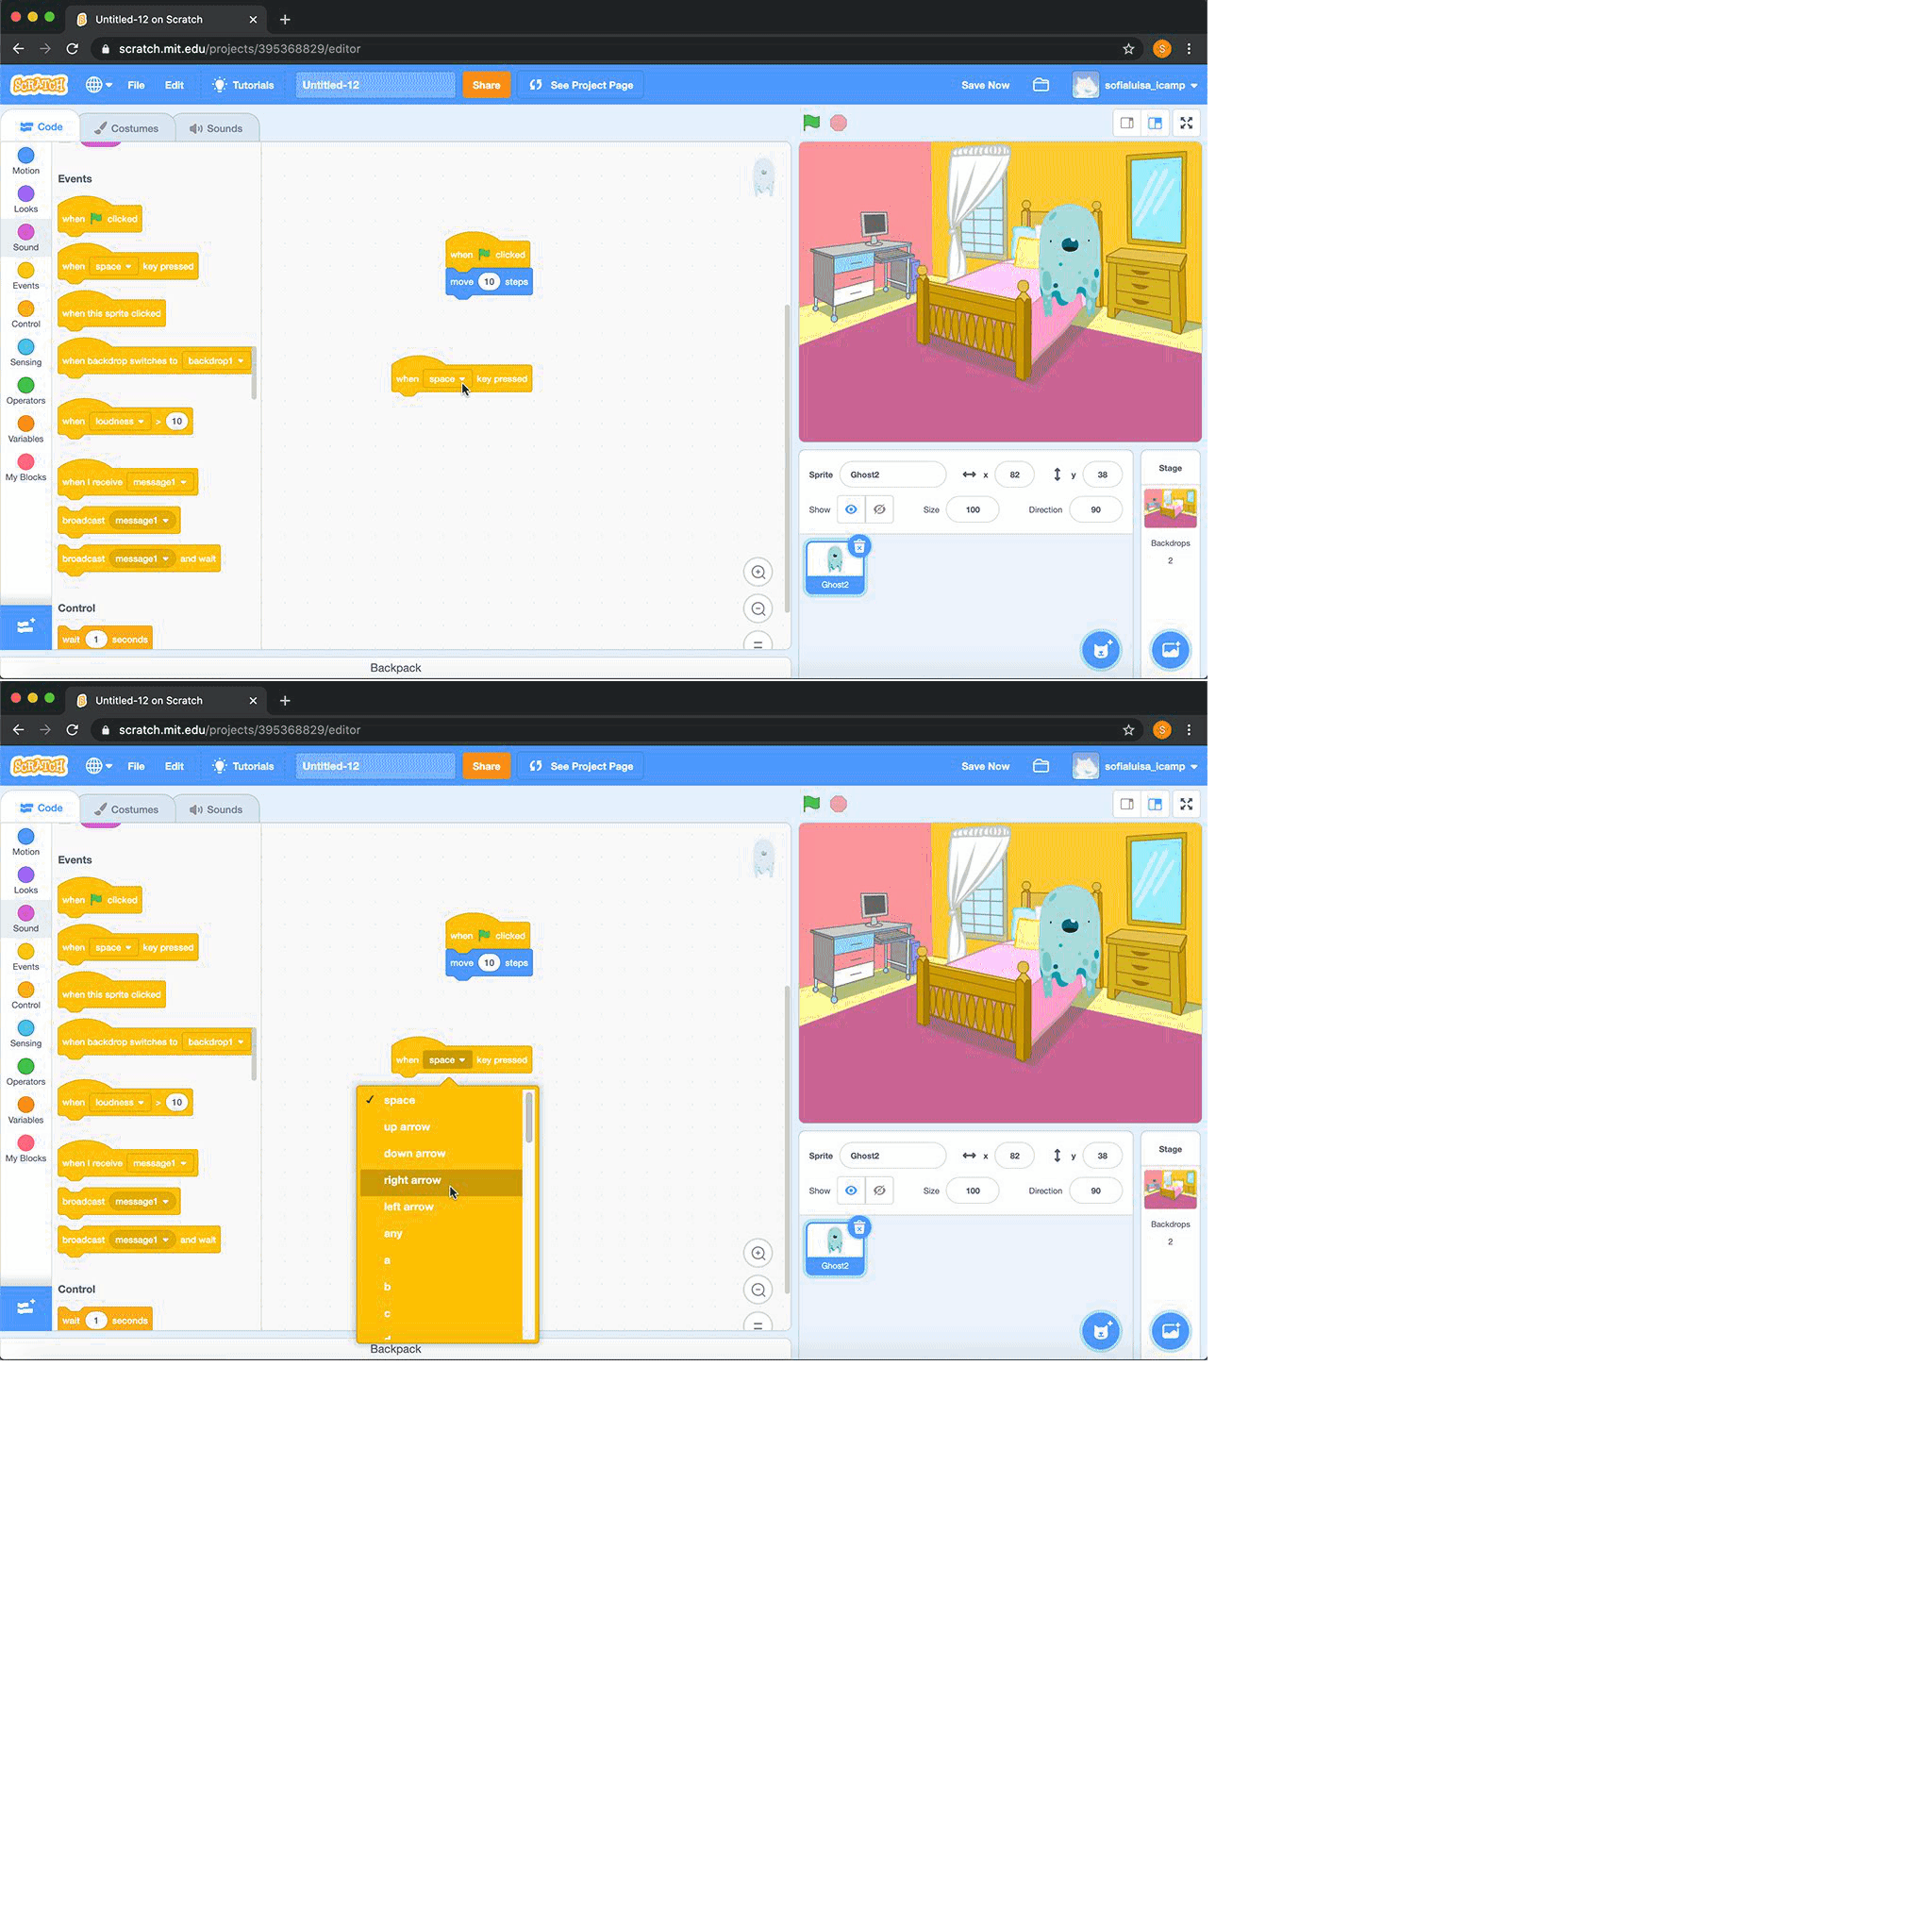 Untitled-12 on Scratch
scratch.mit.edu/projects/395368829/editor
S
SCRATCH File Edit Tutorials Untitled-12 Share See Project Page Save Now sofialuisa_icamp
Code Costumes Sounds
Motion
Looks
Sound
Events
Control
Sensing
Operators
Variables
My Blocks
Events
when clicked
when space key pressed
when this sprite clicked
when backdrop switches to backdrop1
when loudness > 10
when I receive message1
broadcast message1
broadcast message1 and wait
Control
wait 1 seconds
when clicked
move 10 steps
when space key pressed
Backpack
Sprite Ghost2 x 82 y 38
Show Size 100 Direction 90
Ghost2
Stage
Backdrops
2
Untitled-12 on Scratch
scratch.mit.edu/projects/395368829/editor
S
SCRATCH File Edit Tutorials Untitled-12 Share See Project Page Save Now sofialuisa_icamp
Code Costumes Sounds
Motion
Looks
Sound
Events
Control
Sensing
Operators
Variables
My Blocks
Events
when clicked
when space key pressed
when this sprite clicked
when backdrop switches to backdrop1
when loudness > 10
when I receive message1
broadcast message1
broadcast message1 and wait
Control
wait 1 seconds
when clicked
move 10 steps
when space key pressed
✓ space
up arrow
down arrow
right arrow
left arrow
any
a
b
c
Backpack
Sprite Ghost2 x 82 y 38
Show Size 100 Direction 90
Ghost2
Stage
Backdrops
2